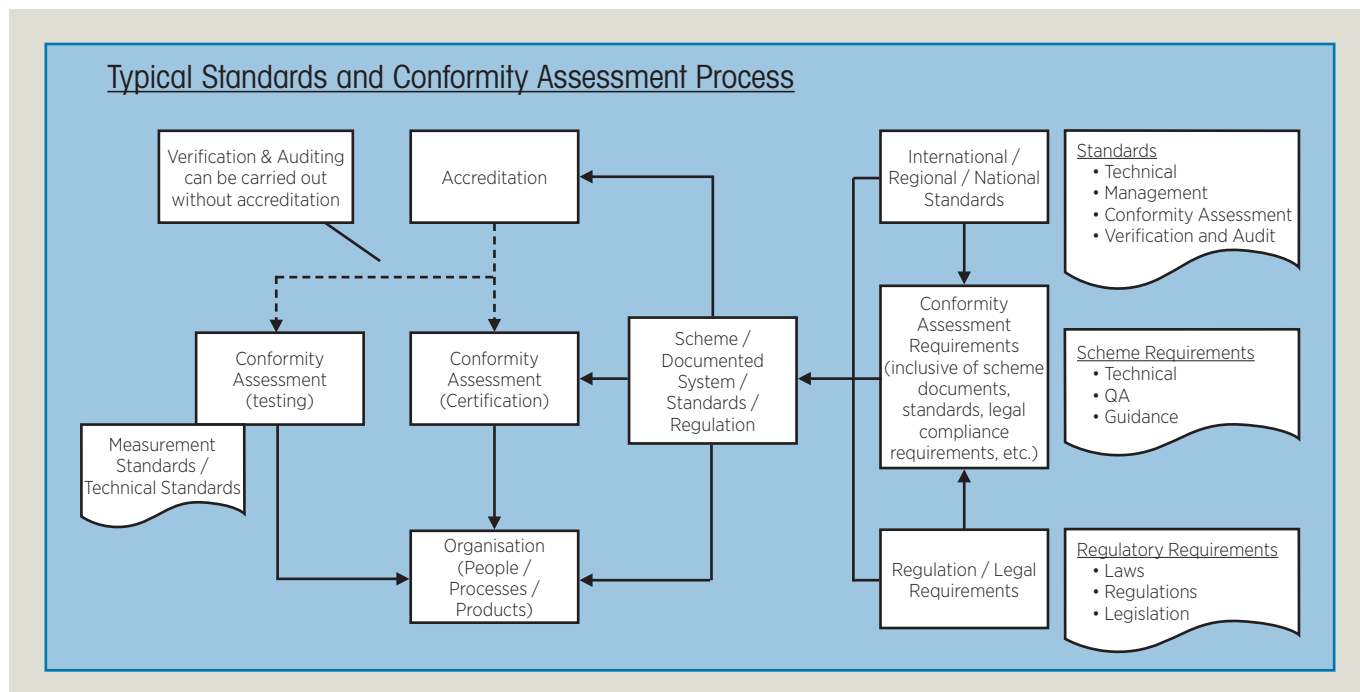 Typical Standards and Conformity Assessment Process
Verification & Auditing
can be carried out
without accreditation
Accreditation
International /
Regional / National
Standards
Standards
• Technical
• Management
• Conformity Assessment
• Verification and Audit
Conformity
Assessment
(testing)
Conformity
Assessment
(Certification)
Scheme /
Documented
System /
Standards /
Regulation
Conformity
Assessment
Requirements
(inclusive of scheme
documents,
standards, legal
compliance
requirements, etc.)
Scheme Requirements
• Technical
• QA
• Guidance
Measurement
Standards /
Technical Standards
Organisation
(People /
Processes /
Products)
Regulation / Legal
Requirements
Regulatory Requirements
• Laws
• Regulations
• Legislation